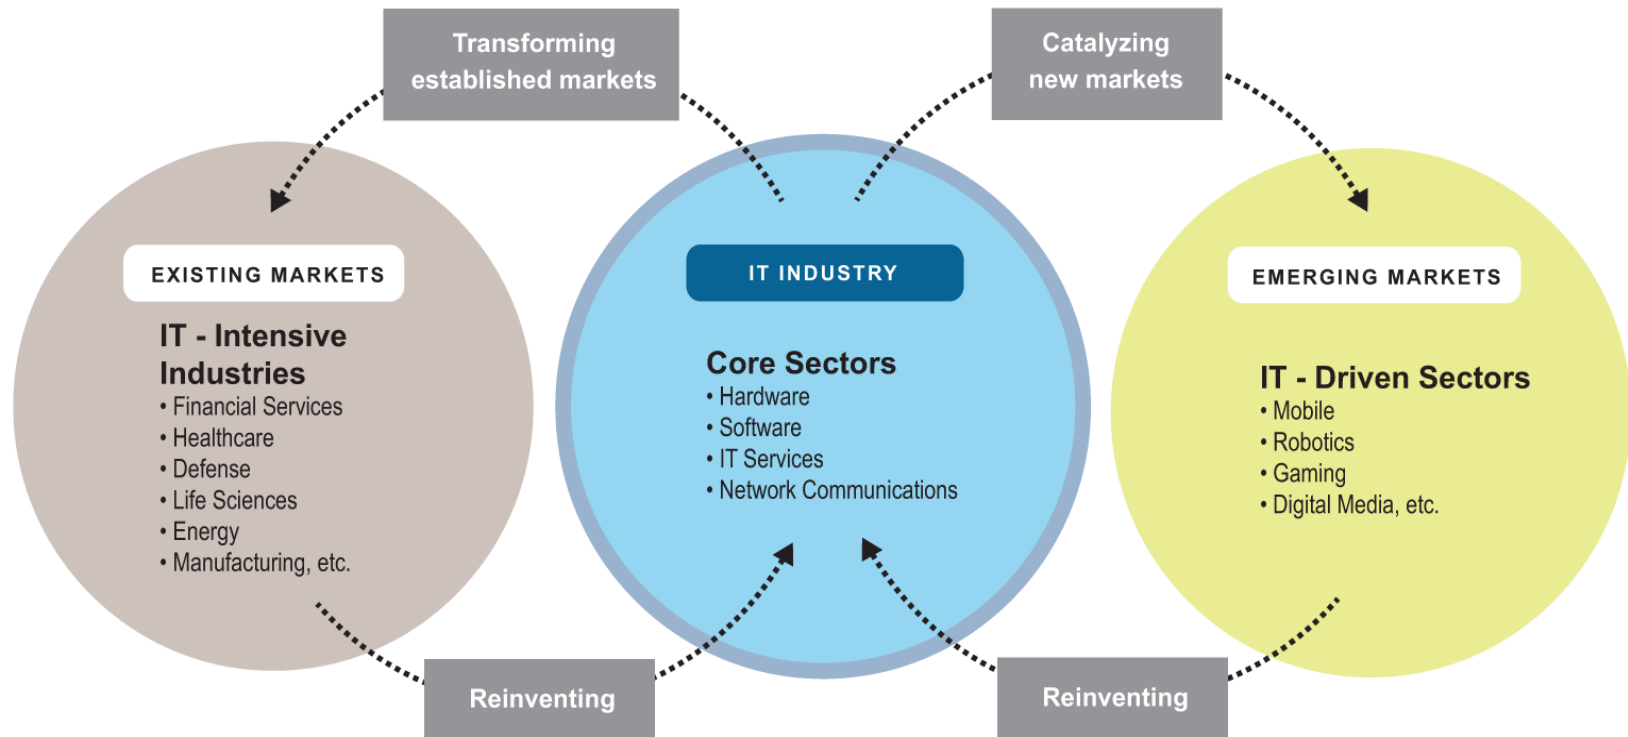 Transforming
established markets
Catalyzing
new markets
EXISTING MARKETS
IT - Intensive
Industries
• Financial Services
• Healthcare
• Defense
• Life Sciences
• Energy
• Manufacturing, etc.
IT INDUSTRY
Core Sectors
• Hardware
• Software
• IT Services
• Network Communications
EMERGING MARKETS
IT - Driven Sectors
• Mobile
• Robotics
• Gaming
• Digital Media, etc.
Reinventing
Reinventing